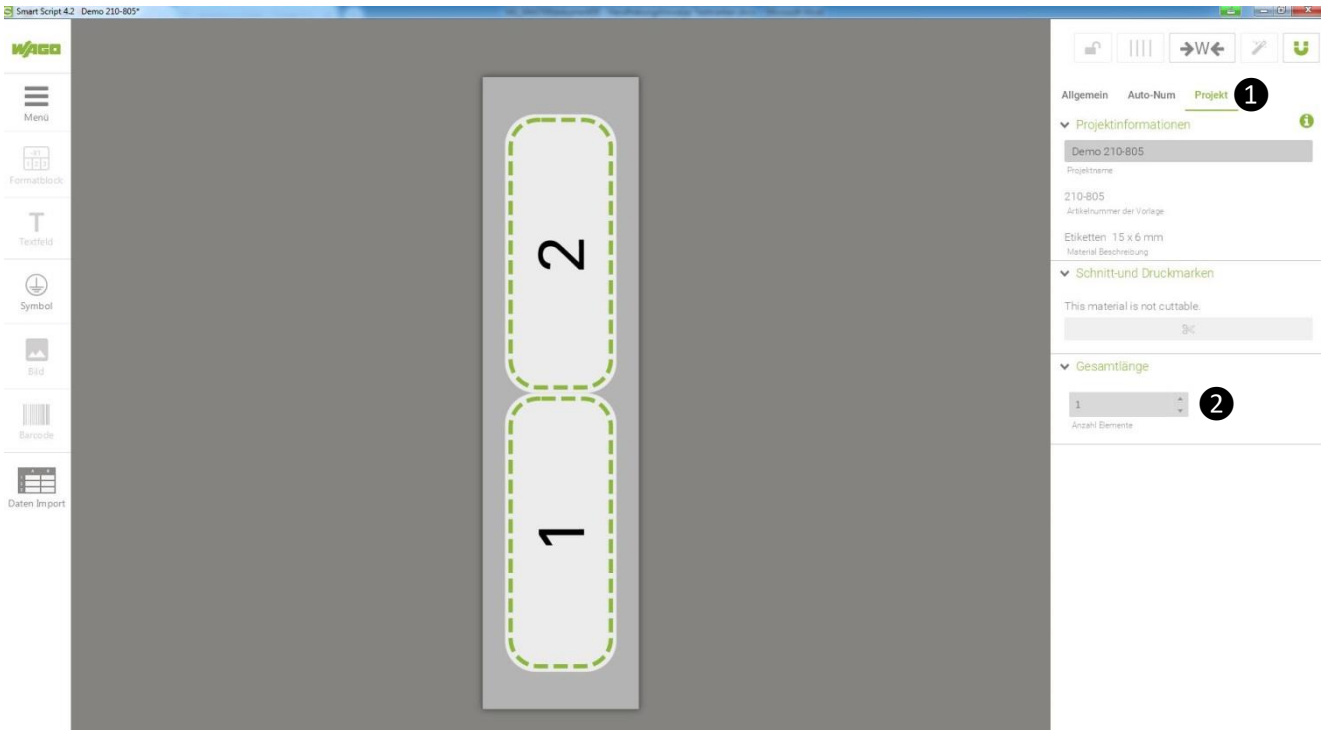 Smart Script 4.2 Demo 210-805*
WAGO
Menü
Formatblock
Textfeld
Symbol
Bild
Barcode
Daten Import
2
1
W
Allgemein Auto-Num Projekt 1
Projektinformationen
Demo 210-805
Projektname
210-805
Artikelnummer der Vorlage
Etiketten 15 x 6 mm
Material Beschreibung
Schnitt-und Druckmarken
This material is not cuttable.
Gesamtlänge
1 2
Anzahl Elemente